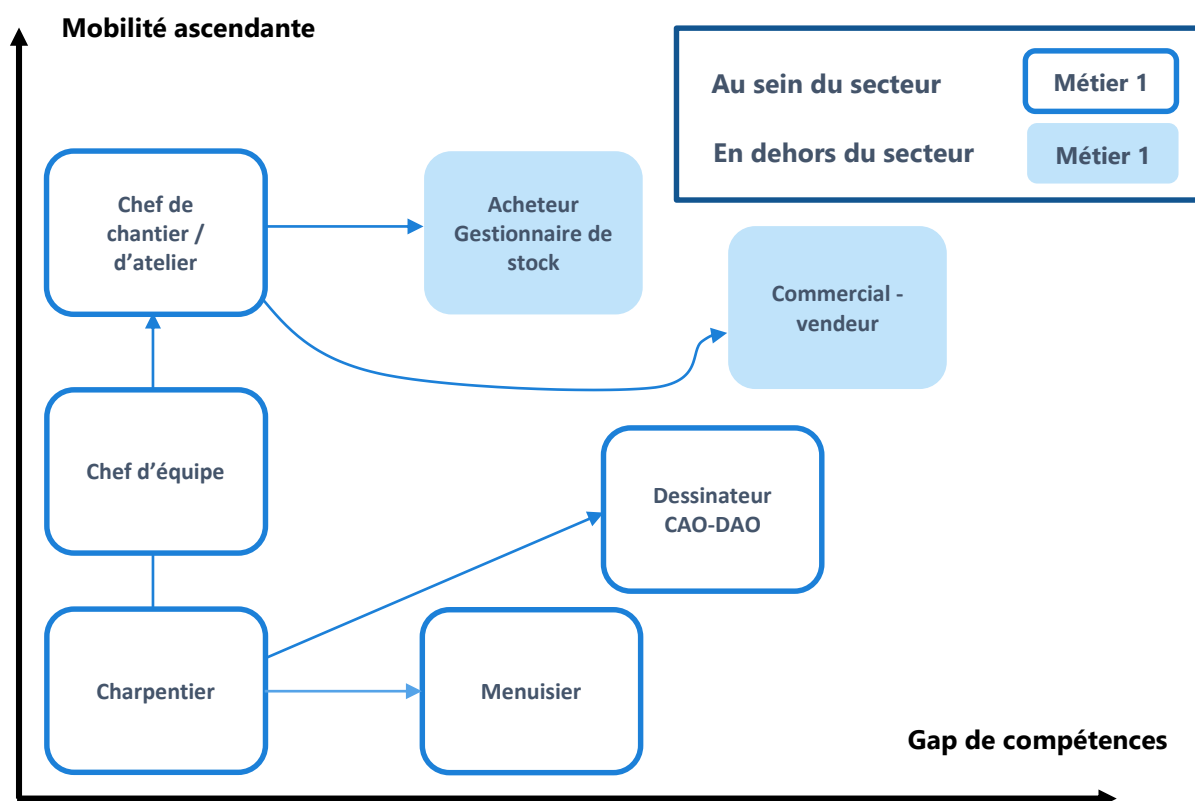 Mobilité ascendante
Au sein du secteur
Métier 1
En dehors du secteur
Métier 1
Chef de
chantier /
d’atelier
Acheteur
Gestionnaire de
stock
Commercial -
vendeur
Chef d’équipe
Dessinateur
CAO-DAO
Charpentier
Menuisier
Gap de compétences